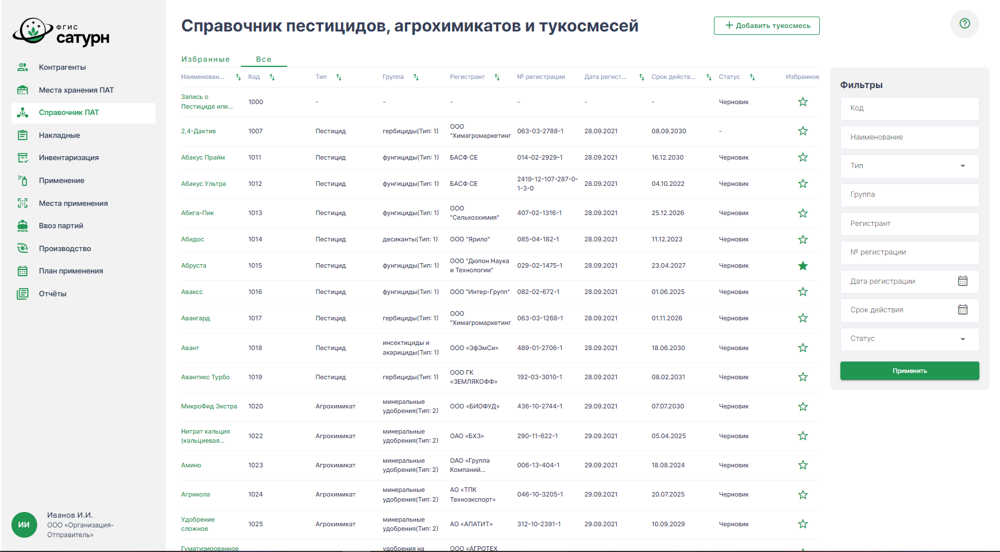 ФГИС
сатурн
Контрагенты
Места хранения ПАТ
Справочник ПАТ
Накладные
Инвентаризация
Применение
Места применения
Ввоз партий
Производство
План применения
Отчёты
ИИ
Иванов И.И.
ООО «Организация-
Отправитель»
Справочник пестицидов, агрохимикатов и тукосмесей
Добавить тукосмесь
?
Избранные Все
Наименован... Код Тип Группа Регистрант № регистрации Дата регист... Срок действ... Статус Избранное
Запись о
Пестициде или... 1000 - - - - - - Черновик
2,4-Дактив 1007 Пестицид гербициды(Тип: 1) ООО
"Химагромаркетинг. 063-03-2788-1 28.09.2021 08.09.2030 -
Абакус Прайм 1011 Пестицид фунгициды(Тип: 1) БАСФ СЕ 014-02-2929-1 28.09.2021 16.12.2030 Черновик
Абакус Ультра 1012 Пестицид фунгициды(Тип: 1) БАСФ СЕ 2419-12-107-287-0-
1-3-0 28.09.2021 04.10.2022 Черновик
Абига–Пик 1013 Пестицид фунгициды(Тип: 1) ООО
"Сельхозхимия" 407-02-1316-1 28.09.2021 25.12.2026 Черновик
Абидос 1014 Пестицид десиканты(Тип: 1) ООО "Ярило" 085-04-182-1 28.09.2021 11.12.2023 Черновик
Абруста 1015 Пестицид фунгициды(Тип: 1) ООО "Дюпон Наука
и Технологии" 029-02-1475-1 28.09.2021 23.04.2027 Черновик
Аваксс 1016 Пестицид фунгициды(Тип: 1) ООО "Интер-Групп" 082-02-672-1 28.09.2021 01.06.2025 Черновик
Авангард 1017 Пестицид гербициды(Тип: 1) ООО
"Химагромаркетинг. 063-03-1268-1 28.09.2021 01.11.2026 Черновик
Авант 1018 Пестицид инсектициды и
акарициды(Тип: 1) ООО «ЭфЭмСи» 489-01-2706-1 28.09.2021 18.06.2030 Черновик
Авантикс Турбо 1019 Пестицид гербициды(Тип: 1) ООО ГК
«ЗЕМЛЯКОФФ» 192-03-3010-1 28.09.2021 08.02.2031 Черновик
МикроФид Экстра 1020 Агрохимикат минеральные
удобрения(Тип: 2) ООО «БИОФУД» 436-10-2744-1 29.09.2021 07.07.2030 Черновик
Нитрат кальция
(кальциевая... 1022 Агрохимикат минеральные
удобрения(Тип: 2) ОАО «БХЗ» 290-11-622-1 29.09.2021 05.04.2025 Черновик
Амино 1023 Агрохимикат минеральные
удобрения(Тип: 2) ОАО «Группа
Компаний... 006-13-404-1 29.09.2021 18.08.2024 Черновик
Агрикола 1024 Агрохимикат минеральные
удобрения(Тип: 2) АО «ТПК
Техноэкспорт» 046-10-3205-1 29.09.2021 20.07.2025 Черновик
Удобрение
сложное 1025 Агрохимикат минеральные
удобрения(Тип: 2) АО «АПАТИТ» 312-10-2391-1 29.09.2021 10.09.2029 Черновик
Гуматизированное удобрения на ООО «АГРОТЕХ
Фильтры
Код
Наименование
Тип
Группа
Регистрант
№ регистрации
Дата регистрации
Срок действия
Статус
Применить